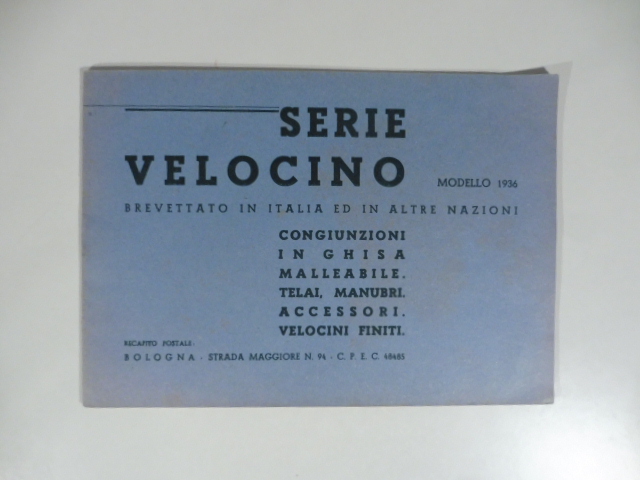 SERIE
VELOCINO MODELLO 1936
BREVETTATO IN ITALIA ED IN ALTRE NAZIONI
CONGIUNZIONI
IN GHISA
MALLEABILE.
TELAI, MANUBRI.
ACCESSORI.
VELOCINI FINITI.
RECAPITO POSTALE:
BOLOGNA - STRADA MAGGIORE N. 94 - C. P. E. C. 48485